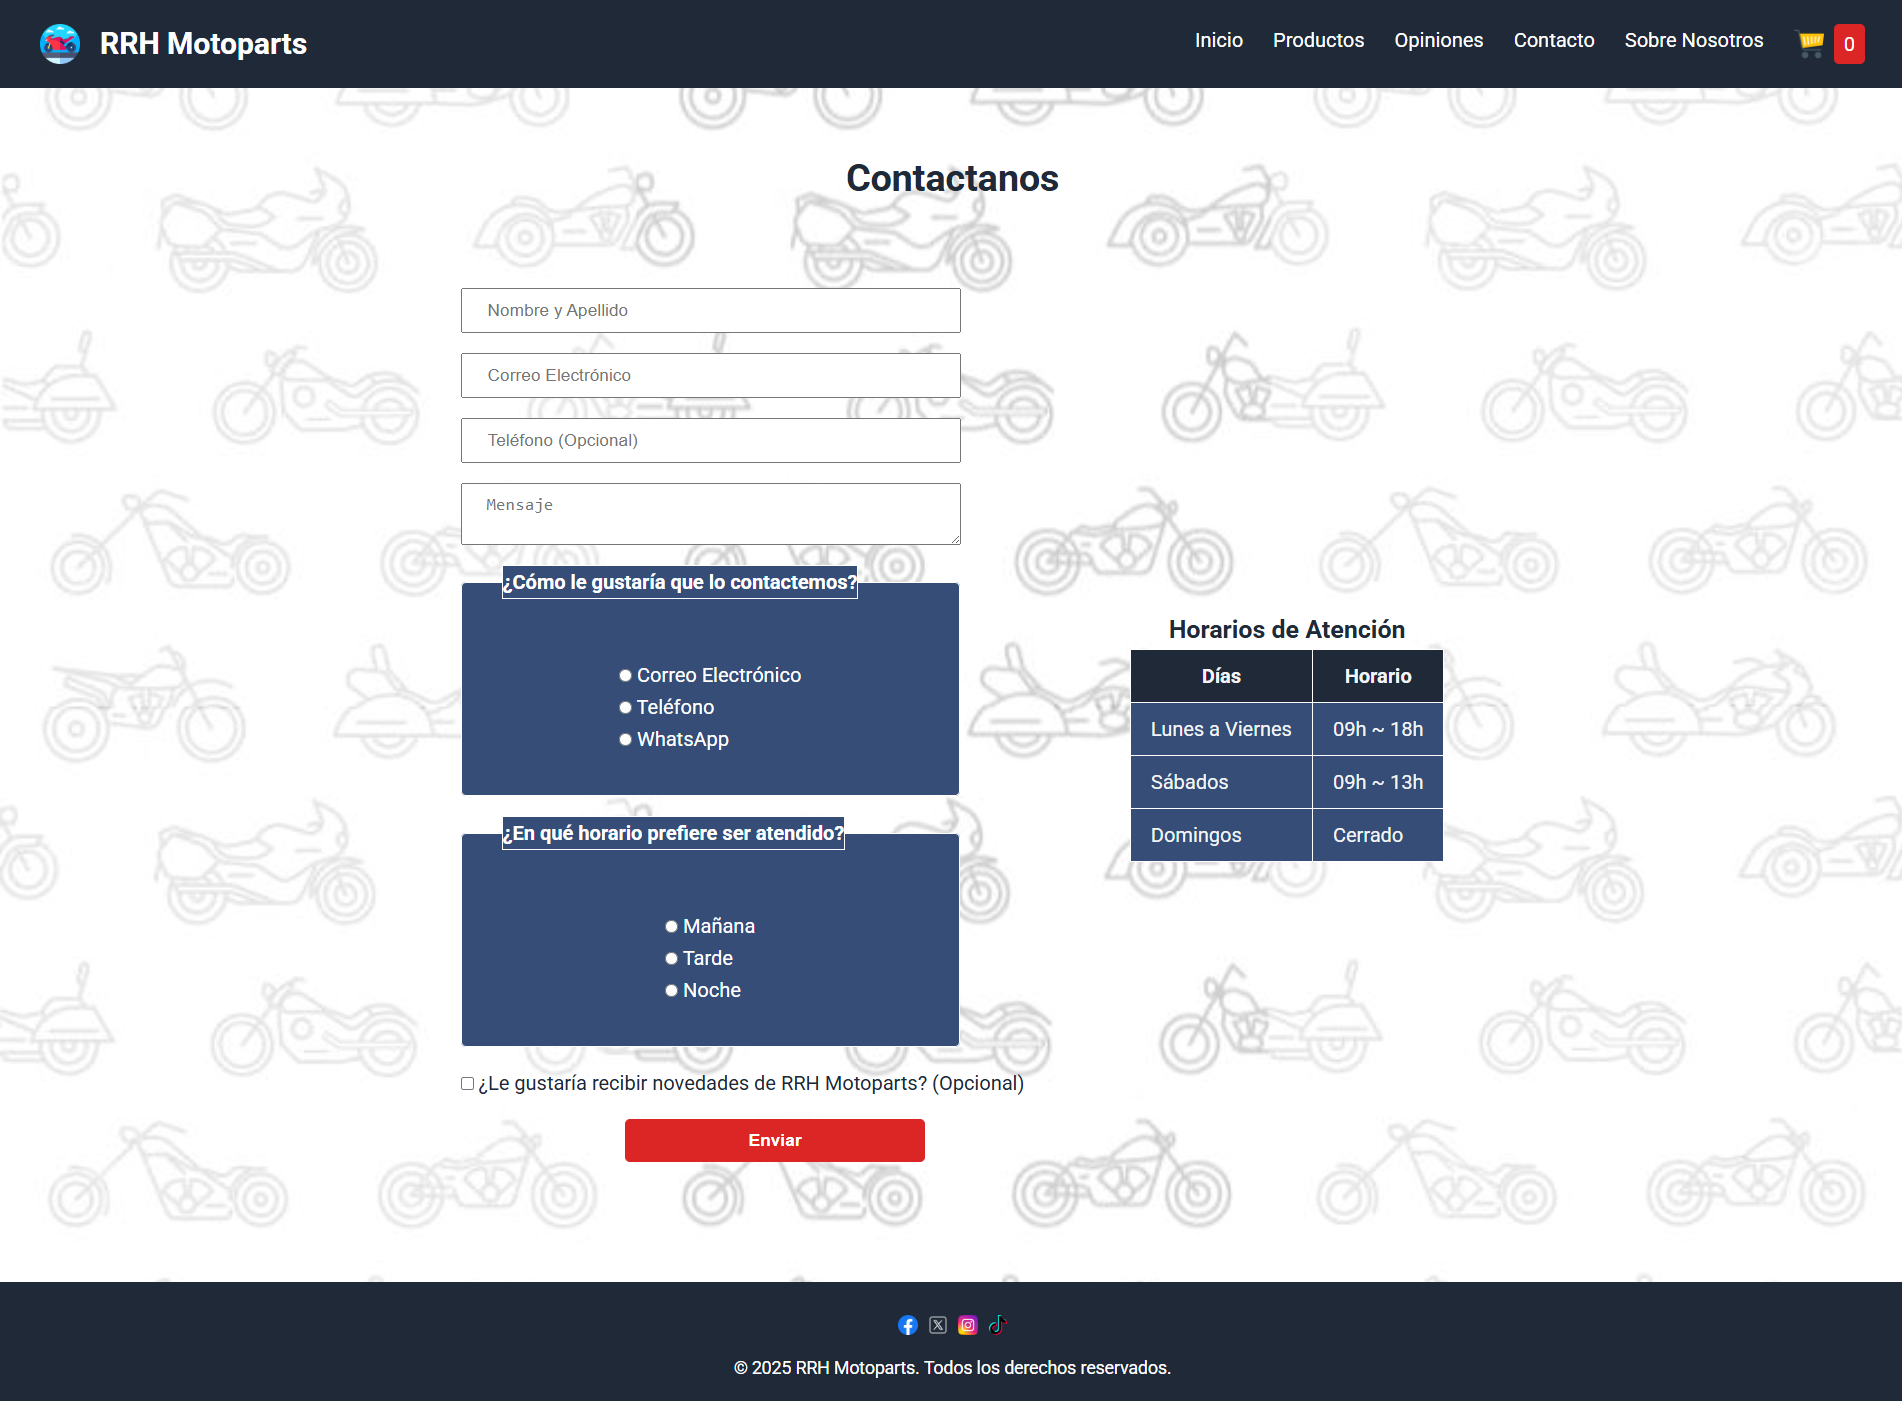 RRH Motoparts
Inicio Productos Opiniones Contacto Sobre Nosotros 0
Contactanos
Nombre y Apellido
Correo Electrónico
Teléfono (Opcional)
Mensaje
¿Cómo le gustaría que lo contactemos?
Correo Electrónico
Teléfono
WhatsApp
¿En qué horario prefiere ser atendido?
Mañana
Tarde
Noche
¿Le gustaría recibir novedades de RRH Motoparts? (Opcional)
Enviar
Horarios de Atención
Días Horario
Lunes a Viernes 09h ~ 18h
Sábados 09h ~ 13h
Domingos Cerrado
© 2025 RRH Motoparts. Todos los derechos reservados.